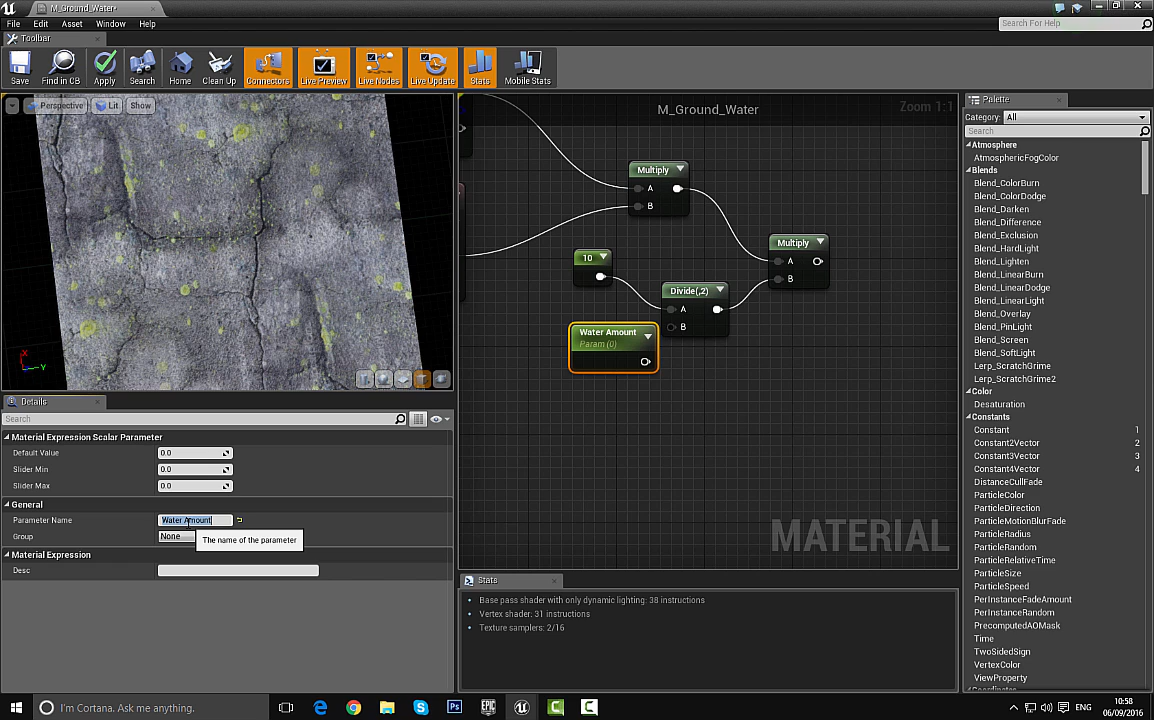 M_Ground_Water*
File Edit Asset Window Help
Search For Help
Toolbar
Save Find in CB Apply Search Home Clean Up Connectors Live Preview Live Nodes Live Update Stats Mobile Stats
Perspective Lit Show
X
Y
M_Ground_Water
Zoom 1:1
Multiply
A
B
10
Multiply
A
B
Divide(,2)
A
B
Water Amount
Param (0)
MATERIAL
Details
Search
Material Expression Scalar Parameter
Default Value 0.0
Slider Min 0.0
Slider Max 0.0
General
Parameter Name Water Amount
Group None
The name of the parameter
Material Expression
Desc
Stats
Base pass shader with only dynamic lighting: 38 instructions
Vertex shader: 31 instructions
Texture samplers: 2/16
Palette
Category: All
Search
Atmosphere
AtmosphericFogColor
Blends
Blend_ColorBurn
Blend_ColorDodge
Blend_Darken
Blend_Difference
Blend_Exclusion
Blend_HardLight
Blend_Lighten
Blend_LinearBurn
Blend_LinearDodge
Blend_LinearLight
Blend_Overlay
Blend_PinLight
Blend_Screen
Blend_SoftLight
Lerp_ScratchGrime
Lerp_ScratchGrime2
Color
Desaturation
Constants
Constant 1
Constant2Vector 2
Constant3Vector 3
Constant4Vector 4
DistanceCullFade
ParticleColor
ParticleDirection
ParticleMotionBlurFade
ParticleRadius
ParticleRandom
ParticleRelativeTime
ParticleSize
ParticleSpeed
PerInstanceFadeAmount
PerInstanceRandom
PrecomputedAOMask
Time
TwoSidedSign
VertexColor
ViewProperty
Coordinates
I'm Cortana. Ask me anything.
ENG
10:58
06/09/2016